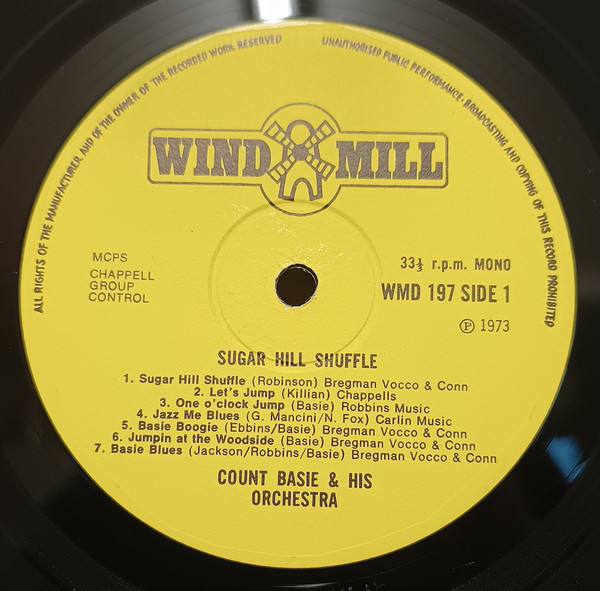 ALL RIGHTS OF THE MANUFACTURER AND OF THE OWNER OF THE RECORDED WORK RESERVED
UNAUTHORISED PUBLIC PERFORMANCE, BROADCASTING AND COPYING OF THIS RECORD PROHIBITED
WIND MILL
MCPS
CHAPPELL
GROUP
CONTROL
33⅓ r.p.m. MONO
WMD 197 SIDE 1
℗ 1973
SUGAR HILL SHUFFLE
1. Sugar Hill Shuffle (Robinson) Bregman Vocco & Conn
2. Let's Jump (Killian) Chappells
3. One o'clock Jump (Basie) Robbins Music
4. Jazz Me Blues (G. Mancini/N. Fox) Carlin Music
5. Basie Boogie (Ebbins/Basie) Bregman Vocco & Conn
6. Jumpin at the Woodside (Basie) Bregman Vocco & Conn
7. Basie Blues (Jackson/Robbins/Basie) Bregman Vocco & Conn
COUNT BASIE & HIS
ORCHESTRA